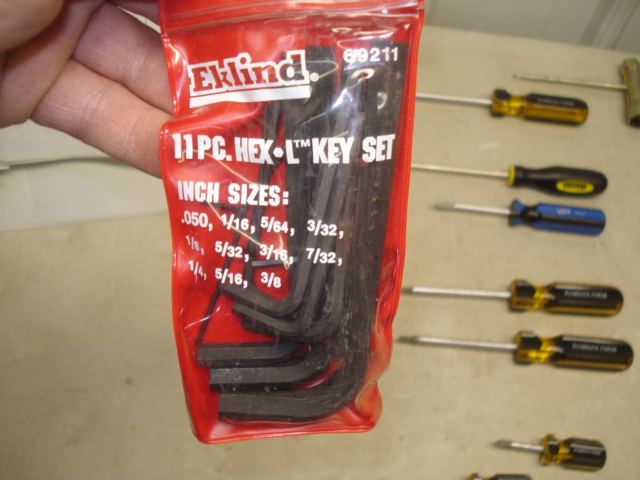 Eklind®
69211
11 PC. HEX•L™ KEY SET
INCH SIZES:
.050, 1/16, 5/64, 3/32,
1/8, 5/32, 3/16, 7/32,
1/4, 5/16, 3/8